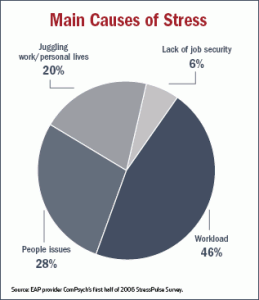 Main Causes of Stress
Juggling
work/personal lives
20%
Lack of job security
6%
People issues
28%
Workload
46%
Source: EAP provider ComPsych's first half of 2006 StressPulse Survey.